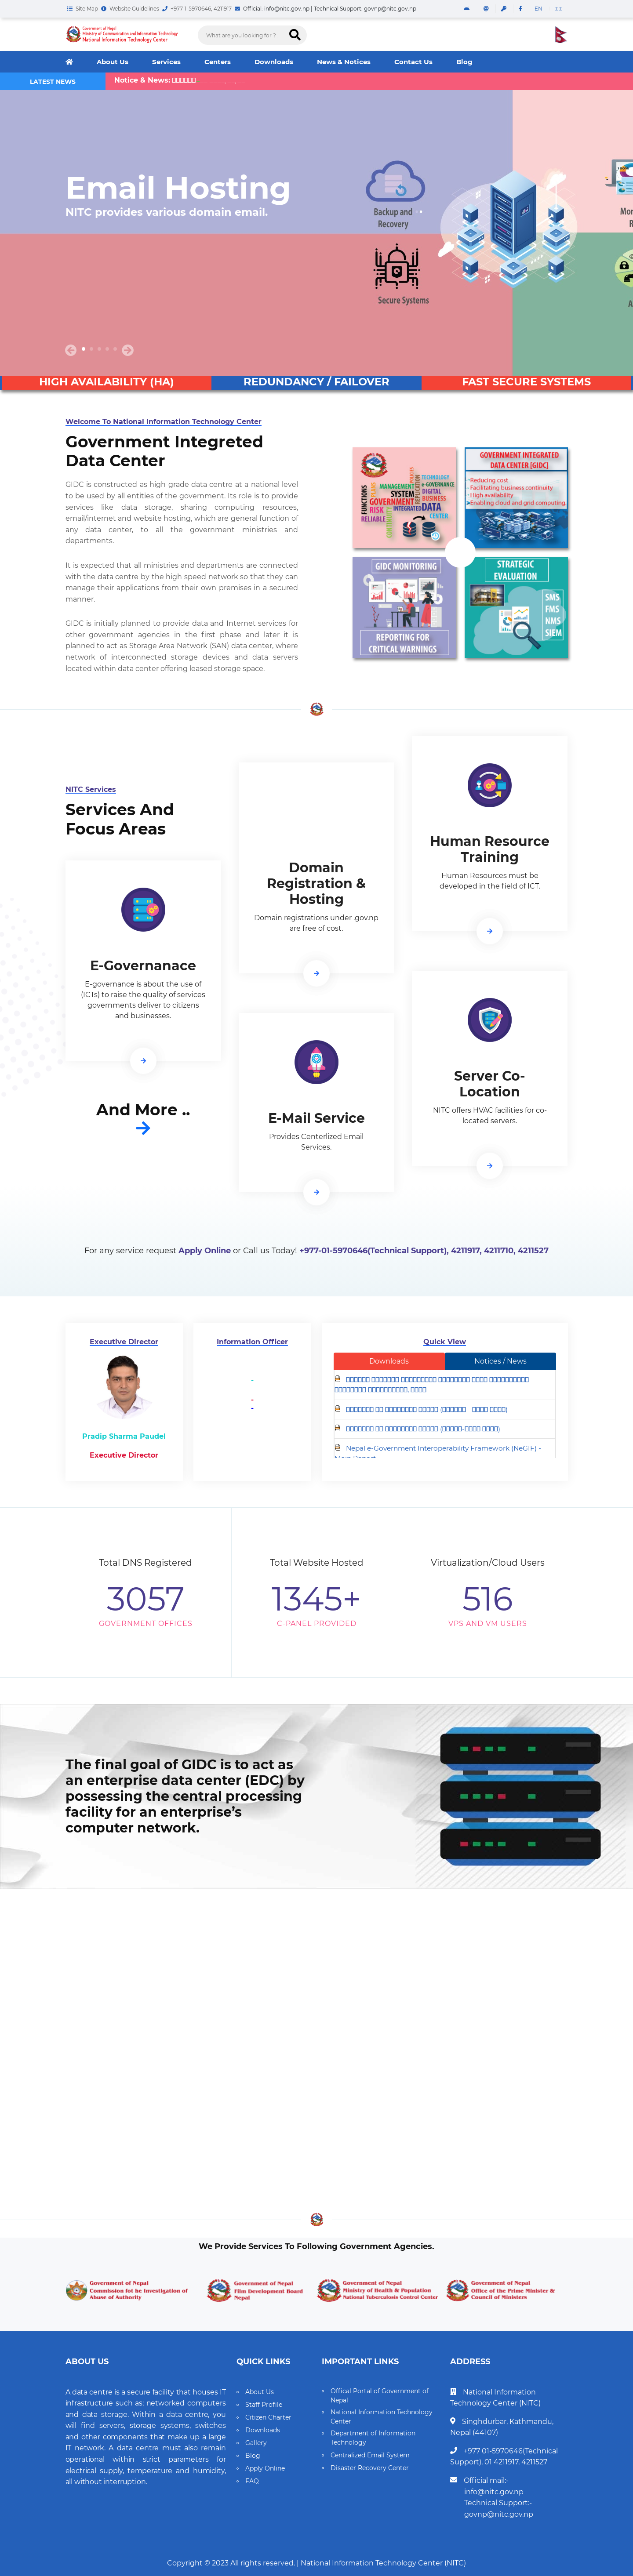 Site Map Website Guidelines +977-1-5970646, 4211917 Official: info@nitc.gov.np | Technical Support: govnp@nitc.gov.np EN
Government of Nepal
Ministry of Communication and Information Technology
National Information Technology Center
What are you looking for ?
About Us Services Centers Downloads News & Notices Contact Us Blog
LATEST NEWS Notice & News:
Email Hosting
NITC provides various domain email.
Backup and
Recovery
Secure Systems
HIGH AVAILABILITY (HA) REDUNDANCY / FAILOVER FAST SECURE SYSTEMS
Welcome To National Information Technology Center
Government Integreted
Data Center
GIDC is constructed as high grade data centre at a national level
to be used by all entities of the government. Its role is to provide
services like data storage, sharing computing resources,
email/internet and website hosting, which are general function of
any data center, to all the government ministries and
departments.
It is expected that all ministries and departments are connected
with the data centre by the high speed network so that they can
manage their applications from their own premises in a secured
manner.
GIDC is initially planned to provide data and Internet services for
other government agencies in the first phase and later it is
planned to act as Storage Area Network (SAN) data center, where
network of interconnected storage devices and data servers
located within data center offering leased storage space.
GOVERNMENT INTEGRATED
DATA CENTER [GIDC]
Reducing cost
Facilitating business continuity
High availability
Enabling cloud and grid computing
GIDC MONITORING
REPORTING FOR
CRITICAL WARNINGS
STRATEGIC
EVALUATION
SMS
FMS
NMS
SIEM
NITC Services
Services And
Focus Areas
E-Governanace
E-governance is about the use of
(ICTs) to raise the quality of services
governments deliver to citizens
and businesses.
And More ..
Domain
Registration &
Hosting
Domain registrations under .gov.np
are free of cost.
E-Mail Service
Provides Centerlized Email
Services.
Human Resource
Training
Human Resources must be
developed in the field of ICT.
Server Co-
Location
NITC offers HVAC facilities for co-
located servers.
For any service request Apply Online or Call us Today! +977-01-5970646(Technical Support), 4211917, 4211710, 4211527
Executive Director
Pradip Sharma Paudel
Executive Director
Information Officer
-
-
-
Quick View
Downloads Notices / News
Nepal e-Government Interoperability Framework (NeGIF) -
Total DNS Registered
3057
GOVERNMENT OFFICES
Total Website Hosted
1345+
C-PANEL PROVIDED
Virtualization/Cloud Users
516
VPS AND VM USERS
The final goal of GIDC is to act as
an enterprise data center (EDC) by
possessing the central processing
facility for an enterprise's
computer network.
We Provide Services To Following Government Agencies.
Government of Nepal
Commission fot he Investigation of
Abuse of Authority
Government of Nepal
Film Development Board
Nepal
Government of Nepal
Ministry of Health & Population
National Tuberculosis Control Center
Government of Nepal
Office of the Prime Minister &
Council of Ministers
ABOUT US
A data centre is a secure facility that houses IT
infrastructure such as; networked computers
and data storage. Within a data centre, you
will find servers, storage systems, switches
and other components that make up a large
IT network. A data centre must also remain
operational within strict parameters for
electrical supply, temperature and humidity,
all without interruption.
QUICK LINKS
About Us
Staff Profile
Citizen Charter
Downloads
Gallery
Blog
Apply Online
FAQ
IMPORTANT LINKS
Offical Portal of Government of
Nepal
National Information Technology
Center
Department of Information
Technology
Centralized Email System
Disaster Recovery Center
ADDRESS
National Information
Technology Center (NITC)
Singhdurbar, Kathmandu,
Nepal (44107)
+977 01-5970646(Technical
Support), 01 4211917, 4211527
Official mail:-
info@nitc.gov.np
Technical Support:-
govnp@nitc.gov.np
Copyright © 2023 All rights reserved. | National Information Technology Center (NITC)